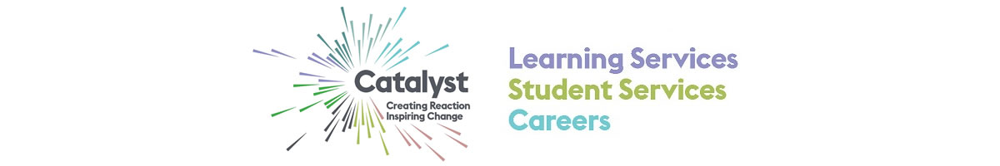 Catalyst
Creating Reaction
Inspiring Change
Learning Services
Student Services
Careers